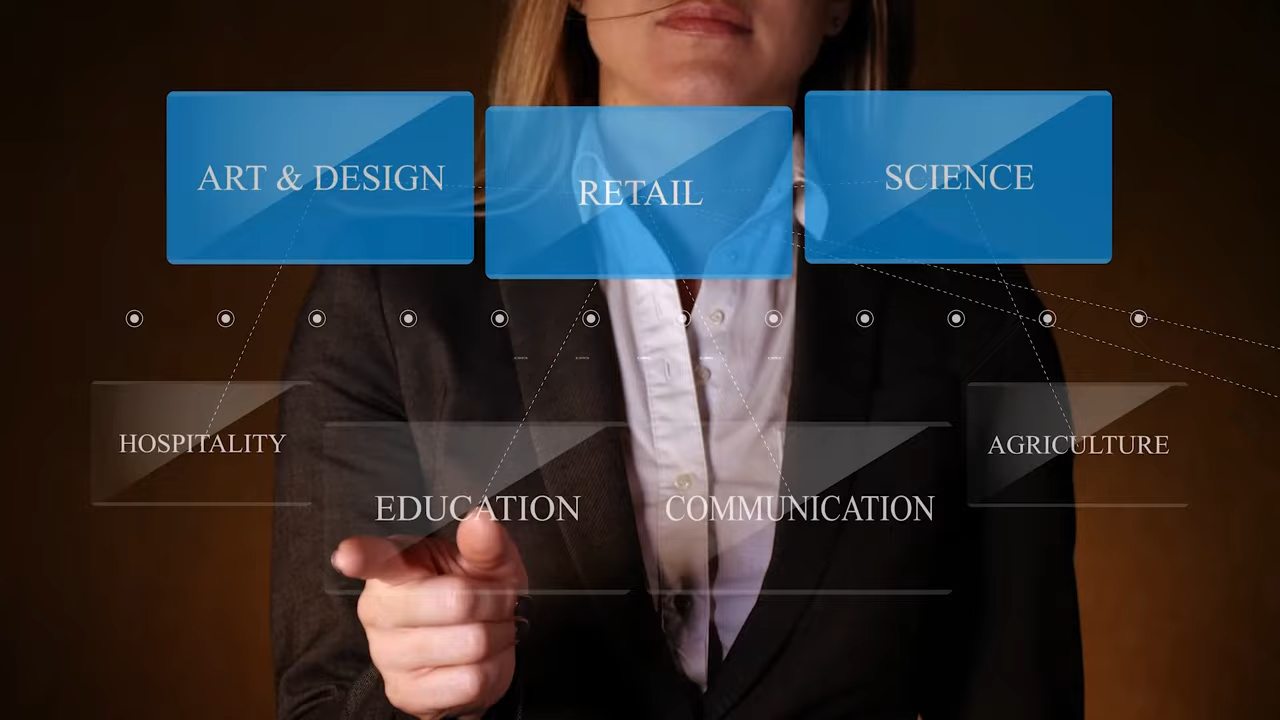 ART & DESIGN
RETAIL
SCIENCE
HOSPITALITY
AGRICULTURE
EDUCATION
COMMUNICATION